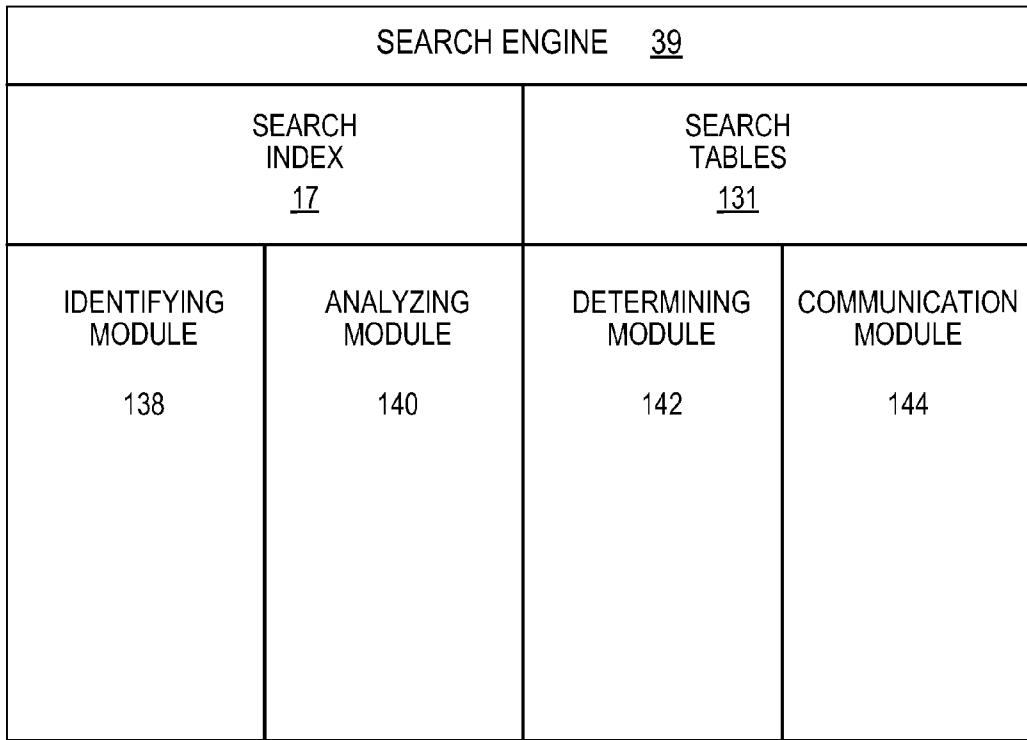 SEARCH ENGINE 39
SEARCH
INDEX
17
SEARCH
TABLES
131
IDENTIFYING
MODULE
138
ANALYZING
MODULE
140
DETERMINING
MODULE
142
COMMUNICATION
MODULE
144